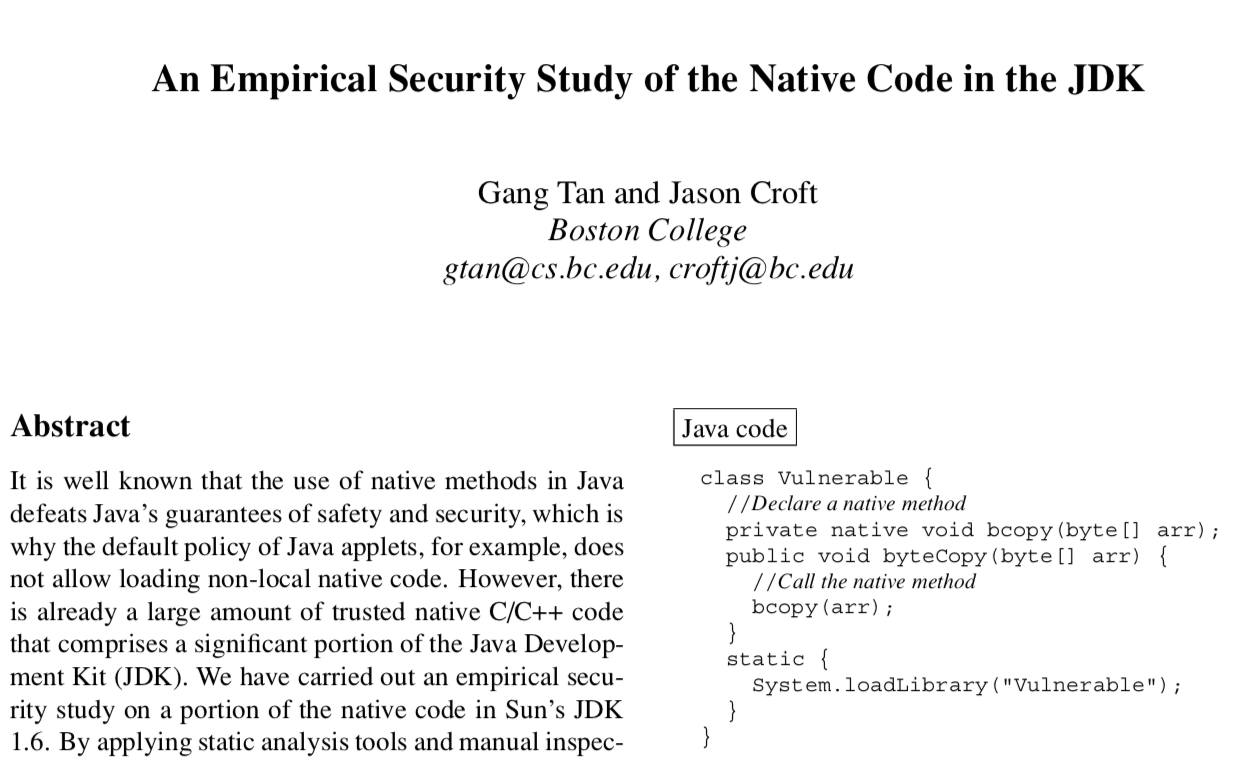 An Empirical Security Study of the Native Code in the JDK
Gang Tan and Jason Croft
Boston College
gtan@cs.bc.edu, croftj@bc.edu
Abstract
It is well known that the use of native methods in Java
defeats Java's guarantees of safety and security, which is
why the default policy of Java applets, for example, does
not allow loading non-local native code. However, there
is already a large amount of trusted native C/C++ code
that comprises a significant portion of the Java Develop-
ment Kit (JDK). We have carried out an empirical secu-
rity study on a portion of the native code in Sun's JDK
1.6. By applying static analysis tools and manual inspec-
Java code
class Vulnerable {
//Declare a native method
private native void bcopy(byte[] arr);
public void byteCopy(byte[] arr) {
//Call the native method
bcopy(arr);
}
static {
System.loadLibrary("Vulnerable");
}
}